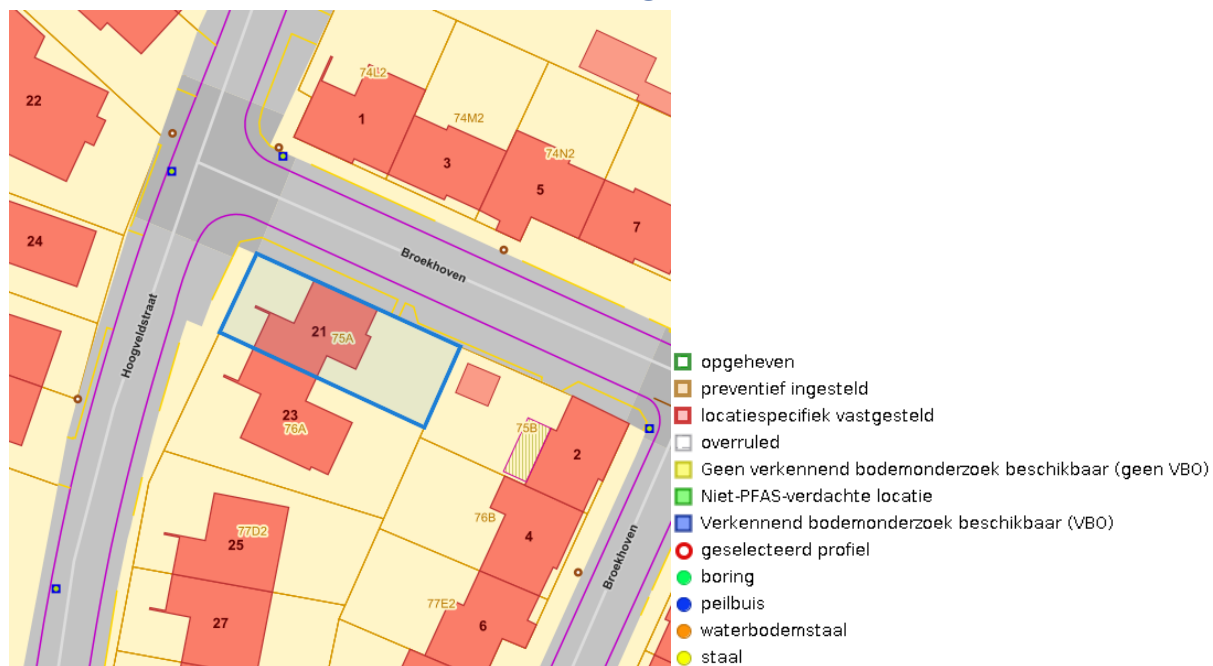 22
74L2
1
74M2
3
74N2
5
7
24
Broekhoven
Hoogveldstraat
21
75A
23
76A
75B
2
76B
4
25
77D2
77E2
6
27
Broekhoven
opgeheven
preventief ingesteld
locatiespecifiek vastgesteld
overruled
Geen verkennend bodemonderzoek beschikbaar (geen VBO)
Niet-PFAS-verdachte locatie
Verkennend bodemonderzoek beschikbaar (VBO)
geselecteerd profiel
boring
peilbuis
waterbodemstaal
staal